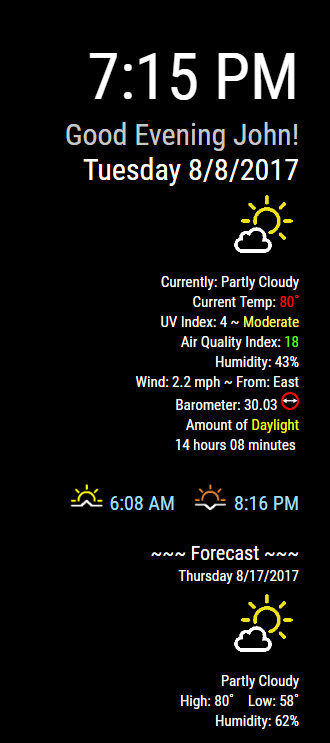 7:15 PM
Good Evening John!
Tuesday 8/8/2017
Currently: Partly Cloudy
Current Temp: 80°
UV Index: 4 ~ Moderate
Air Quality Index: 18
Humidity: 43%
Wind: 2.2 mph ~ From: East
Barometer: 30.03
Amount of Daylight
14 hours 08 minutes
6:08 AM 8:16 PM
~~~ Forecast ~~~
Thursday 8/17/2017
Partly Cloudy
High: 80° Low: 58°
Humidity: 62%